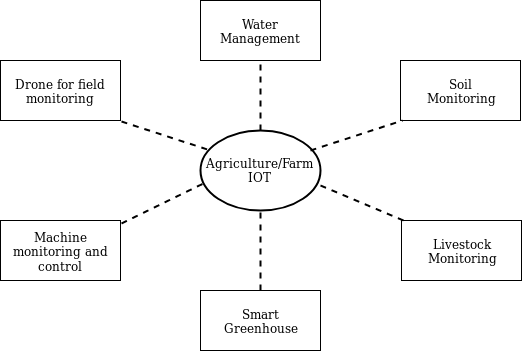 Water
Management
Drone for field
monitoring
Soil
Monitoring
Agriculture/Farm
IOT
Machine
monitoring and
control
Livestock
Monitoring
Smart
Greenhouse